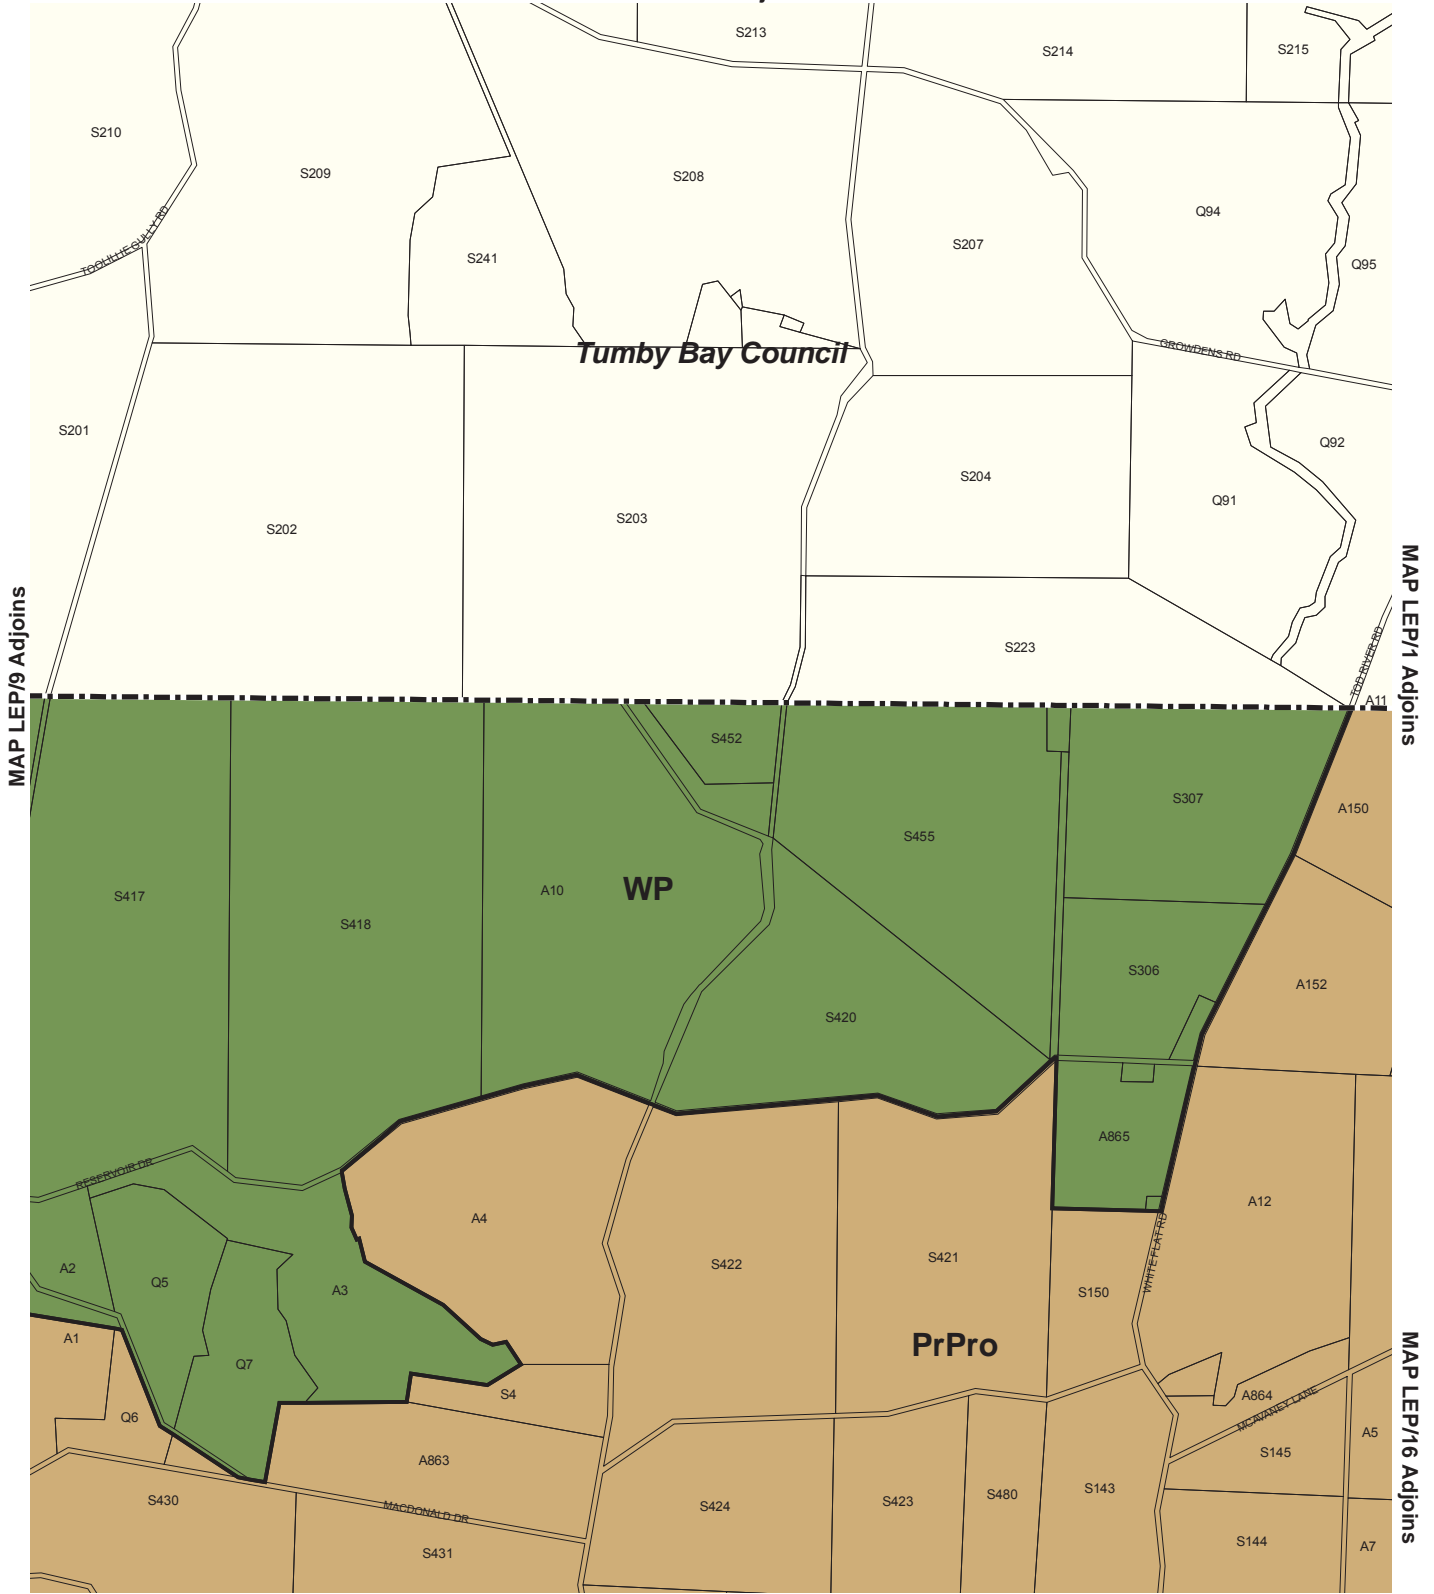 S213
S214
S215
S210
S209
S208
Q94
TOOLILLIE GULLY RD
S241
S207
Q95
Tumby Bay Council
GROWDENS RD
S201
Q92
S204
Q91
S202
S203
MAP LEP/9 Adjoins
MAP LEP/1 Adjoins
S223
TOD RIVER RD
A11
S452
S307
A150
S455
S417
A10
WP
S418
S306
A152
S420
A865
RESERVOIR DR
A12
A4
WHITE FLAT RD
S421
S422
A2
Q5
A3
S150
A1
PrPro
Q7
S4
A864
MCAVANEY LANE
MAP LEP/16 Adjoins
Q6
A5
S145
A863
S430
MACDONALD DR
S424
S423
S480
S143
S431
S144
A7